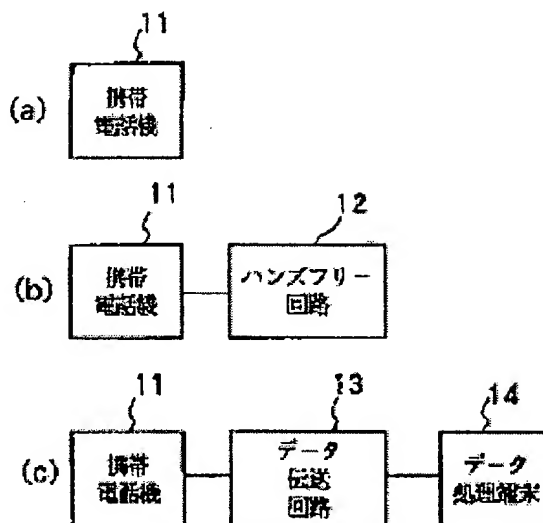 11
(a)
携帯
電話機
11
12
(b)
携帯
電話機
ハンズフリー
回路
11
13
14
(c)
携帯
電話機
データ
伝送
回路
データ
処理端末